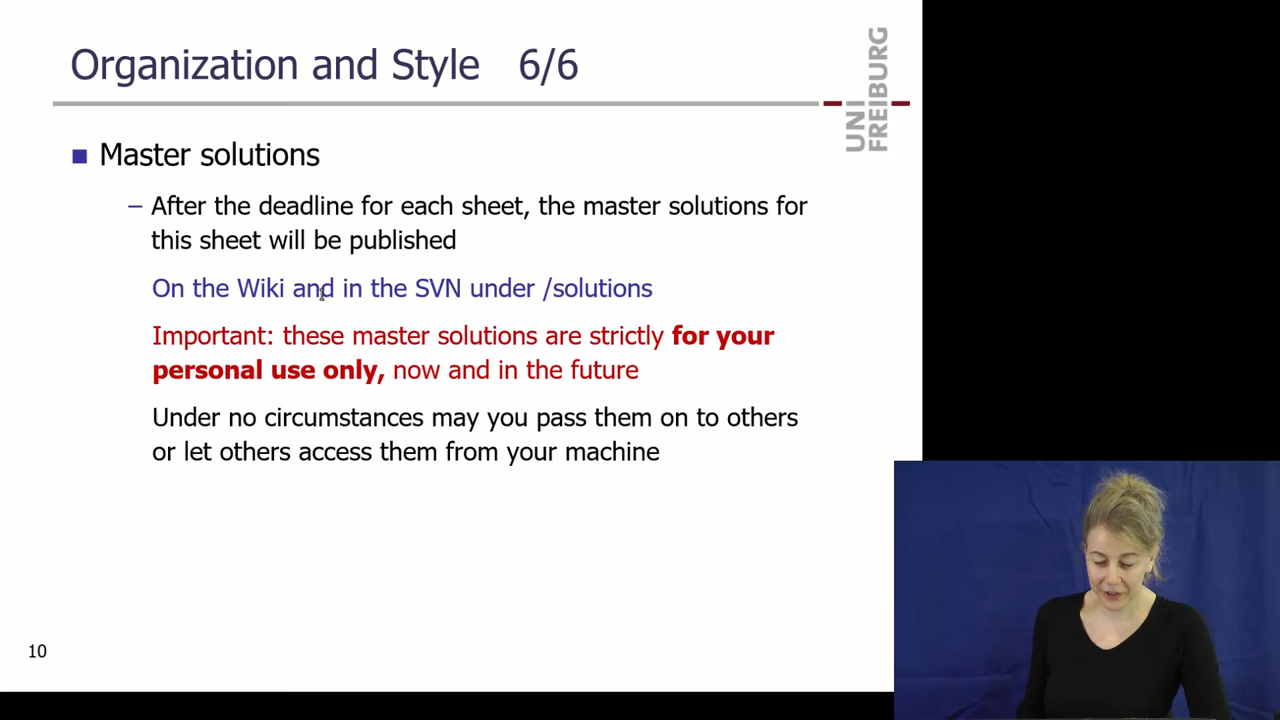 Organization and Style 6/6
UNI
FREIBURG
Master solutions
– After the deadline for each sheet, the master solutions for
this sheet will be published
On the Wiki and in the SVN under /solutions
Important: these master solutions are strictly for your
personal use only, now and in the future
Under no circumstances may you pass them on to others
or let others access them from your machine
10